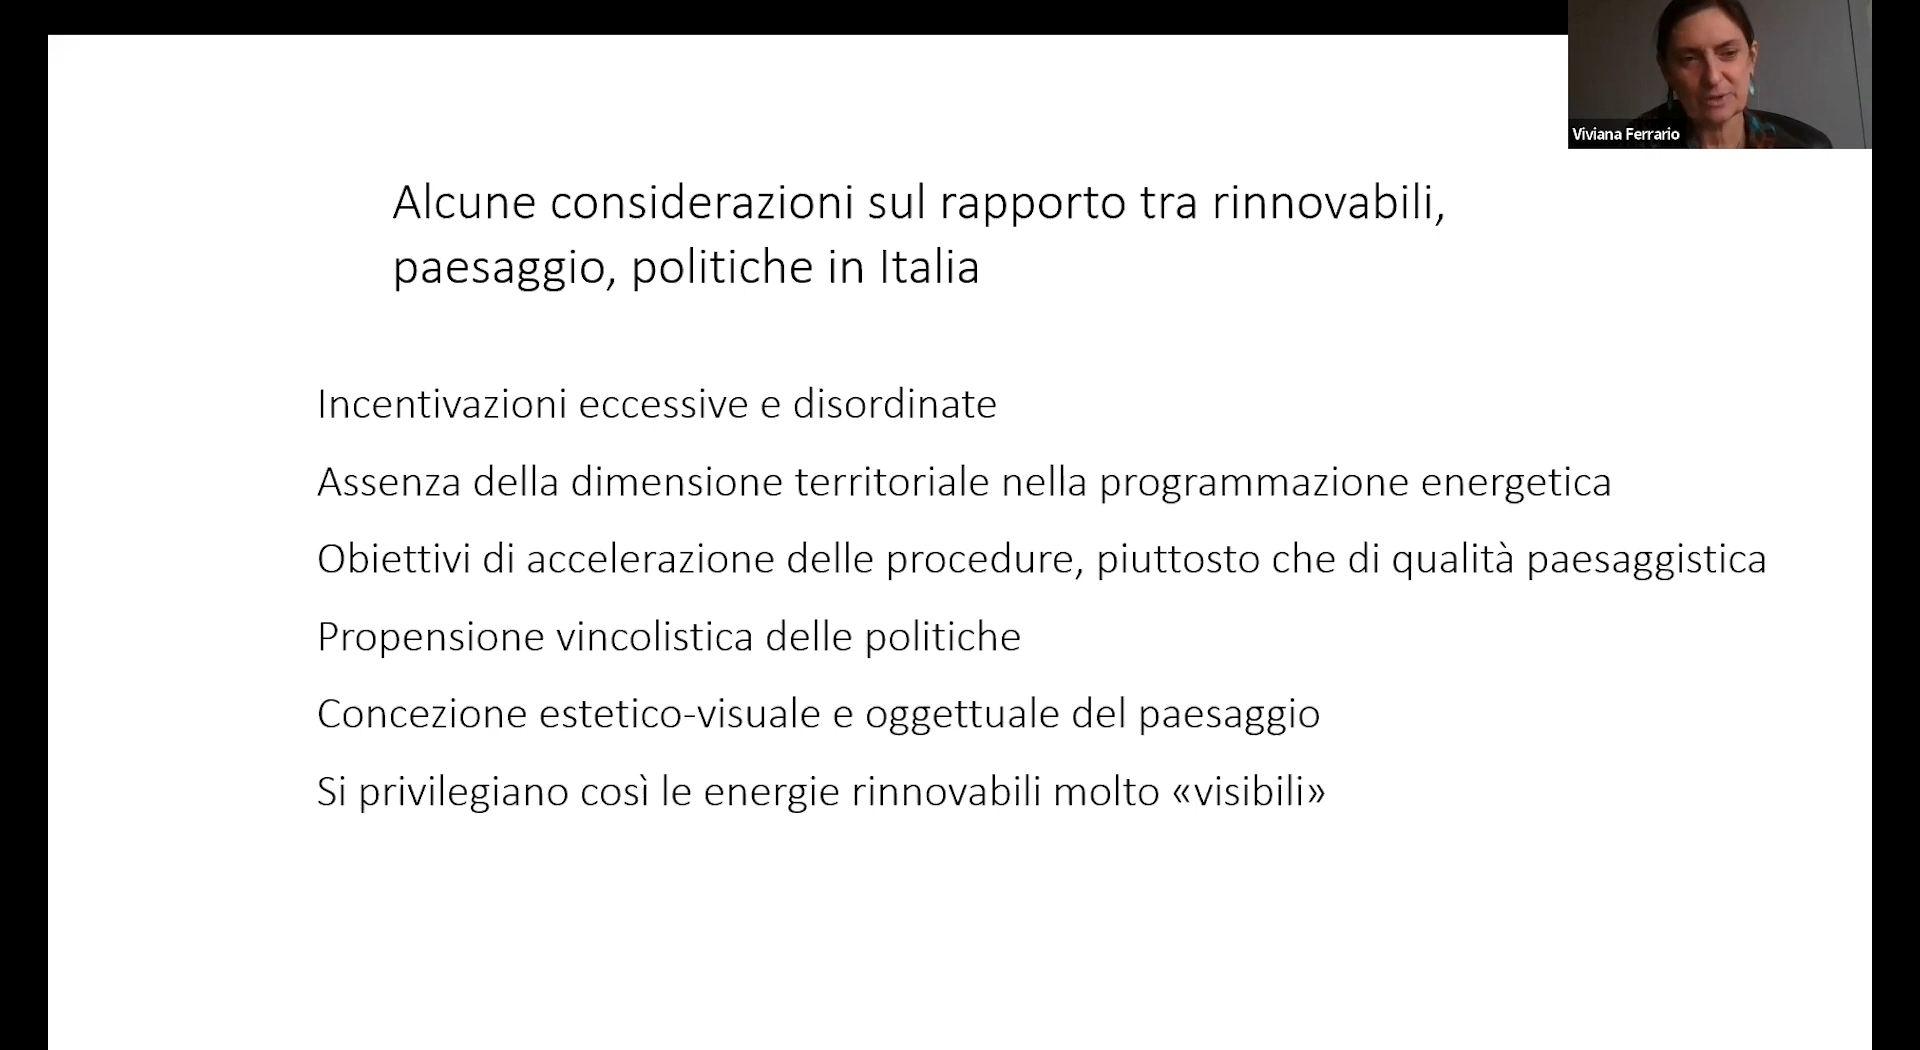 Viviana Ferrario
Alcune considerazioni sul rapporto tra rinnovabili,
paesaggio, politiche in Italia
Incentivazioni eccessive e disordinate
Assenza della dimensione territoriale nella programmazione energetica
Obiettivi di accelerazione delle procedure, piuttosto che di qualità paesaggistica
Propensione vincolistica delle politiche
Concezione estetico-visuale e oggettuale del paesaggio
Si privilegiano così le energie rinnovabili molto «visibili»